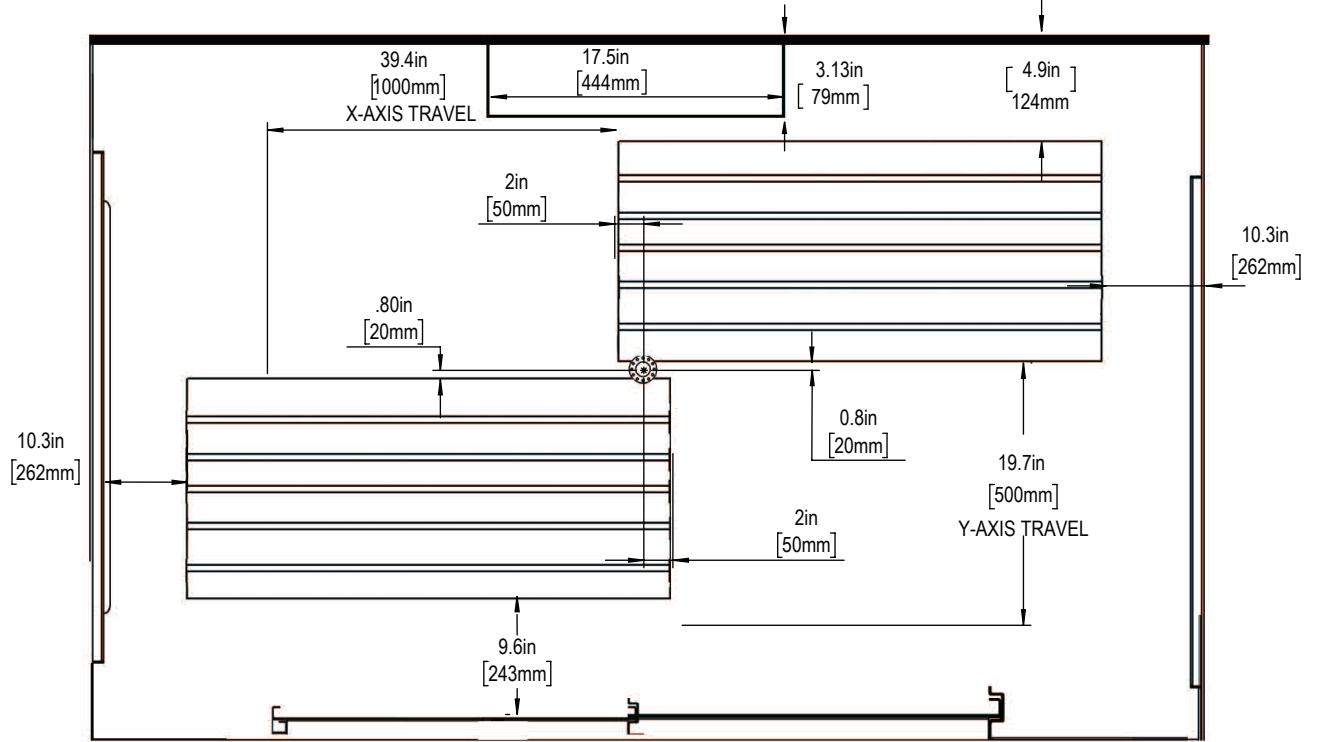 39.4in
[1000mm]
X-AXIS TRAVEL
17.5in
[444mm]
3.13in
[ 79mm ]
[ 4.9in ]
124mm
2in
[50mm]
10.3in
[262mm]
.80in
[20mm]
0.8in
[20mm]
10.3in
[262mm]
19.7in
[500mm]
Y-AXIS TRAVEL
2in
[50mm]
9.6in
[243mm]